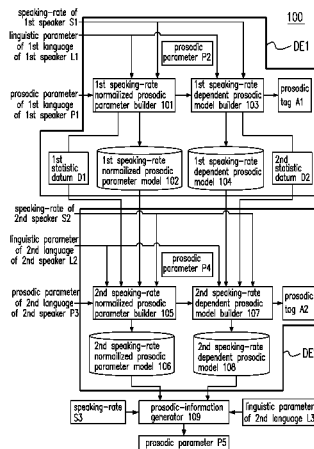 100
speaking-rate
of 1st speaker S1
DE1
linguistic parameter
of 1st language
of 1st speaker L1
prosodic
parameter P2
prosodic parameter
of 1st language
of 1st speaker P1
1st speaking-rate
normailzed prosodic
parameter builder 101
1st speaking-rate
dependent prosodic
model builder 103
prosodic
tag A1
1st
statistic
datum D1
1st speaking-rate
normalized prosodic
parameter model 102
1st speaking-rate
dependent prosodic
model 104
2nd
statistic
datum D2
speaking-rate of
2nd speaker S2
linguistic parameter
of 2nd language
of 2nd speaker L2
prosodic
parameter P4
prosodic parameter
of 2nd language
of 2nd speaker P3
2nd speaking-rate
normalized prosodic
parameter builder 105
2nd speaking-rate
dependent prosodic
model builder 107
prosodic
tag A2
2nd speaking-rate
normalized prosodic
parameter model
106
2nd speaking-rate
dependent prosodic
model
108
DE
speaking-rate
S3
prosodic-information
generator 109
linguistic parameter
of 2nd language L3
prosodic parameter P5